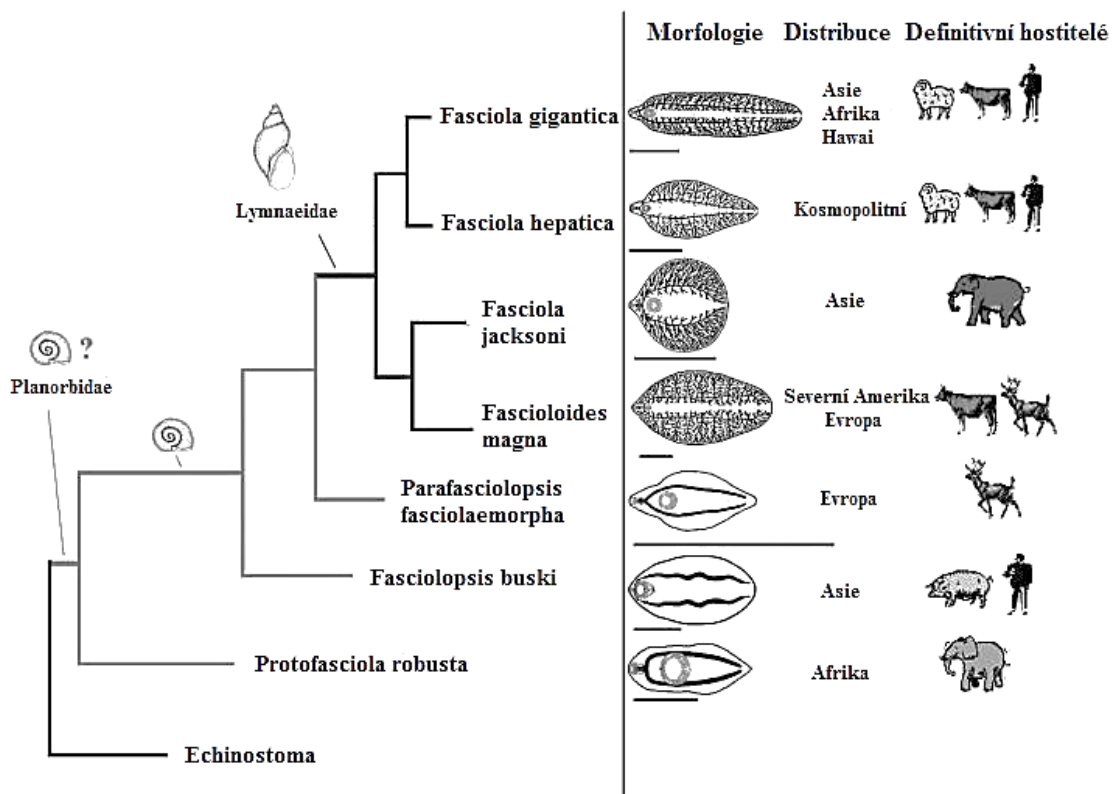 Morfologie Distribuce Definitivní hostitelé
Fasciola gigantica
Asie
Afrika
Hawai
Lymnaeidae
Fasciola hepatica
Kosmopolitní
Fasciola
jacksoni
Asie
?
Planorbidae
Fascioloides
magna
Severní Amerika
Evropa
Parafasciolopsis
fasciolaemorpha
Evropa
Fasciolopsis buski
Asie
Protofasciola robusta
Afrika
Echinostoma